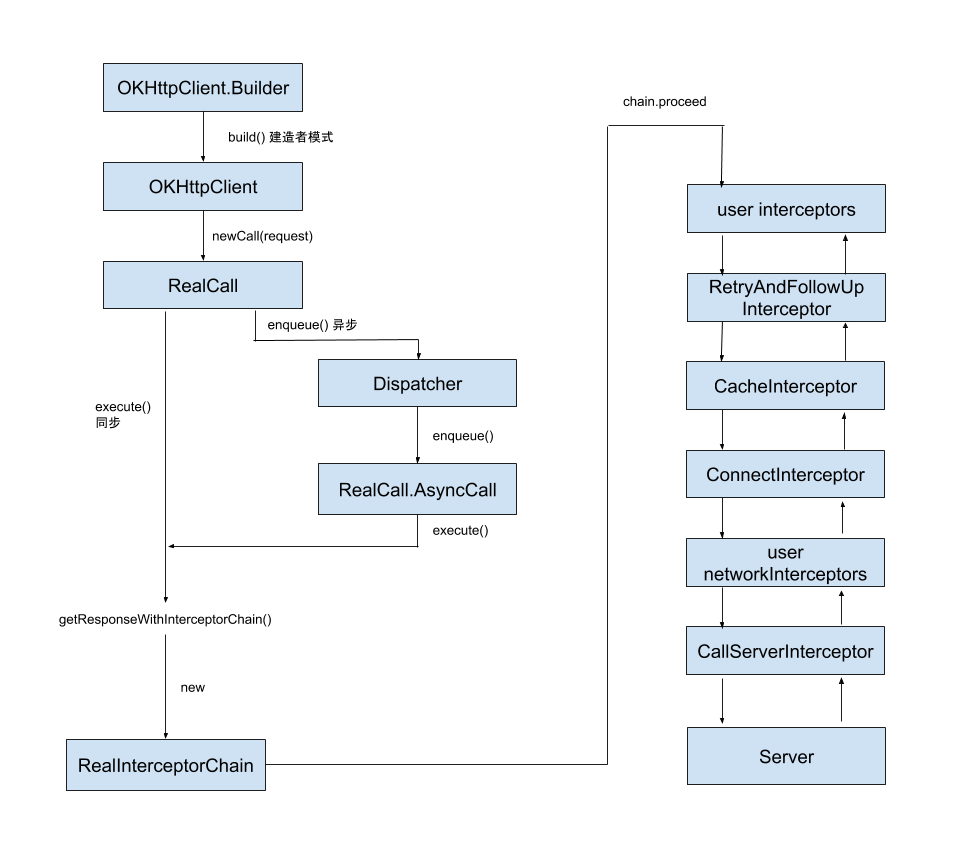 OKHttpClient.Builder
build() 建造者模式
OKHttpClient
newCall(request)
RealCall
enqueue() 异步
Dispatcher
execute()
同步
enqueue()
RealCall.AsyncCall
execute()
getResponseWithInterceptorChain()
new
RealInterceptorChain
chain.proceed
user interceptors
RetryAndFollowUp
Interceptor
CacheInterceptor
ConnectInterceptor
user
networkInterceptors
CallServerInterceptor
Server